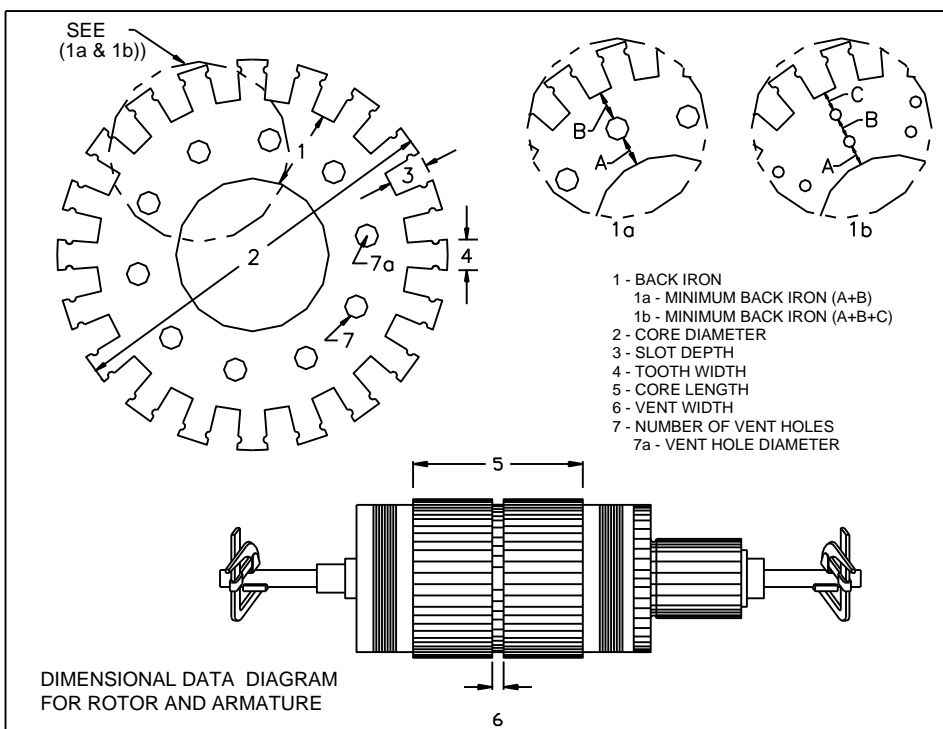 SEE
(1a & 1b))
1
2
3
4
7a
7
B
A
1a
C
B
A
1b
1 - BACK IRON
1a - MINIMUM BACK IRON (A+B)
1b - MINIMUM BACK IRON (A+B+C)
2 - CORE DIAMETER
3 - SLOT DEPTH
4 - TOOTH WIDTH
5 - CORE LENGTH
6 - VENT WIDTH
7 - NUMBER OF VENT HOLES
7a - VENT HOLE DIAMETER
5
6
DIMENSIONAL DATA DIAGRAM
FOR ROTOR AND ARMATURE